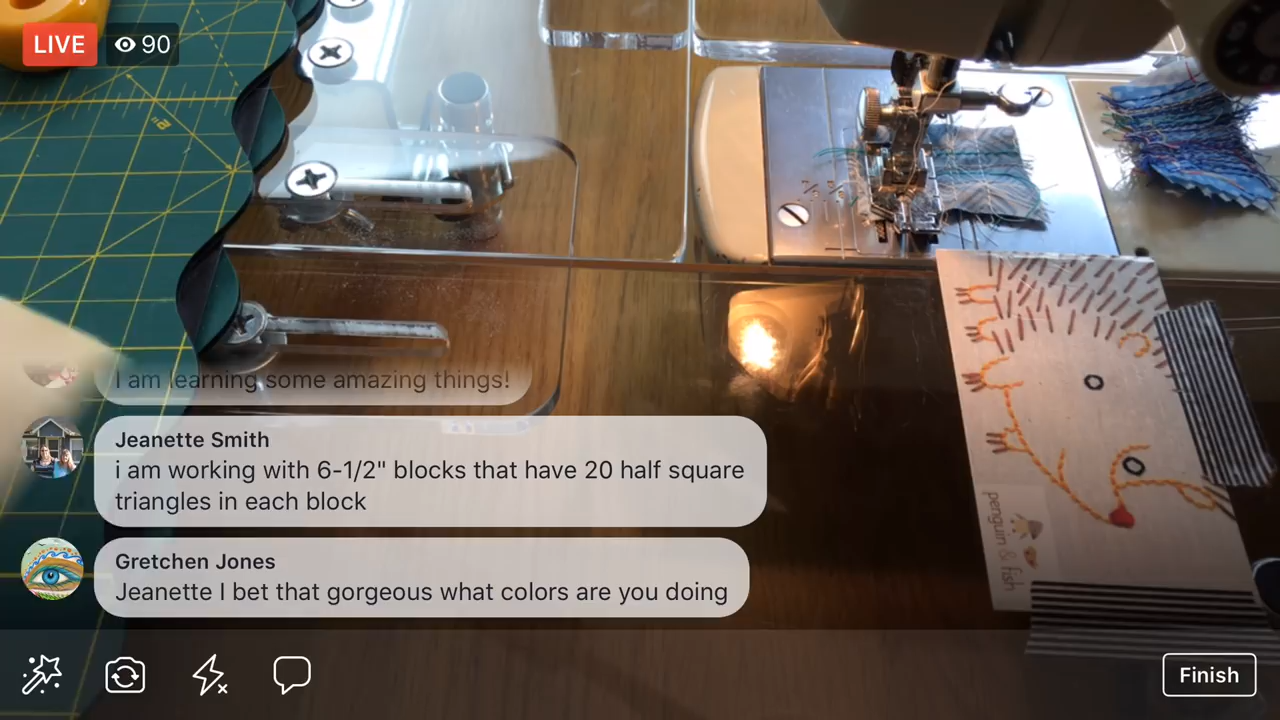 LIVE
90
I am learning some amazing things!
Jeanette Smith
i am working with 6-1/2" blocks that have 20 half square
triangles in each block
Gretchen Jones
Jeanette I bet that gorgeous what colors are you doing
penguin & fish
Finish